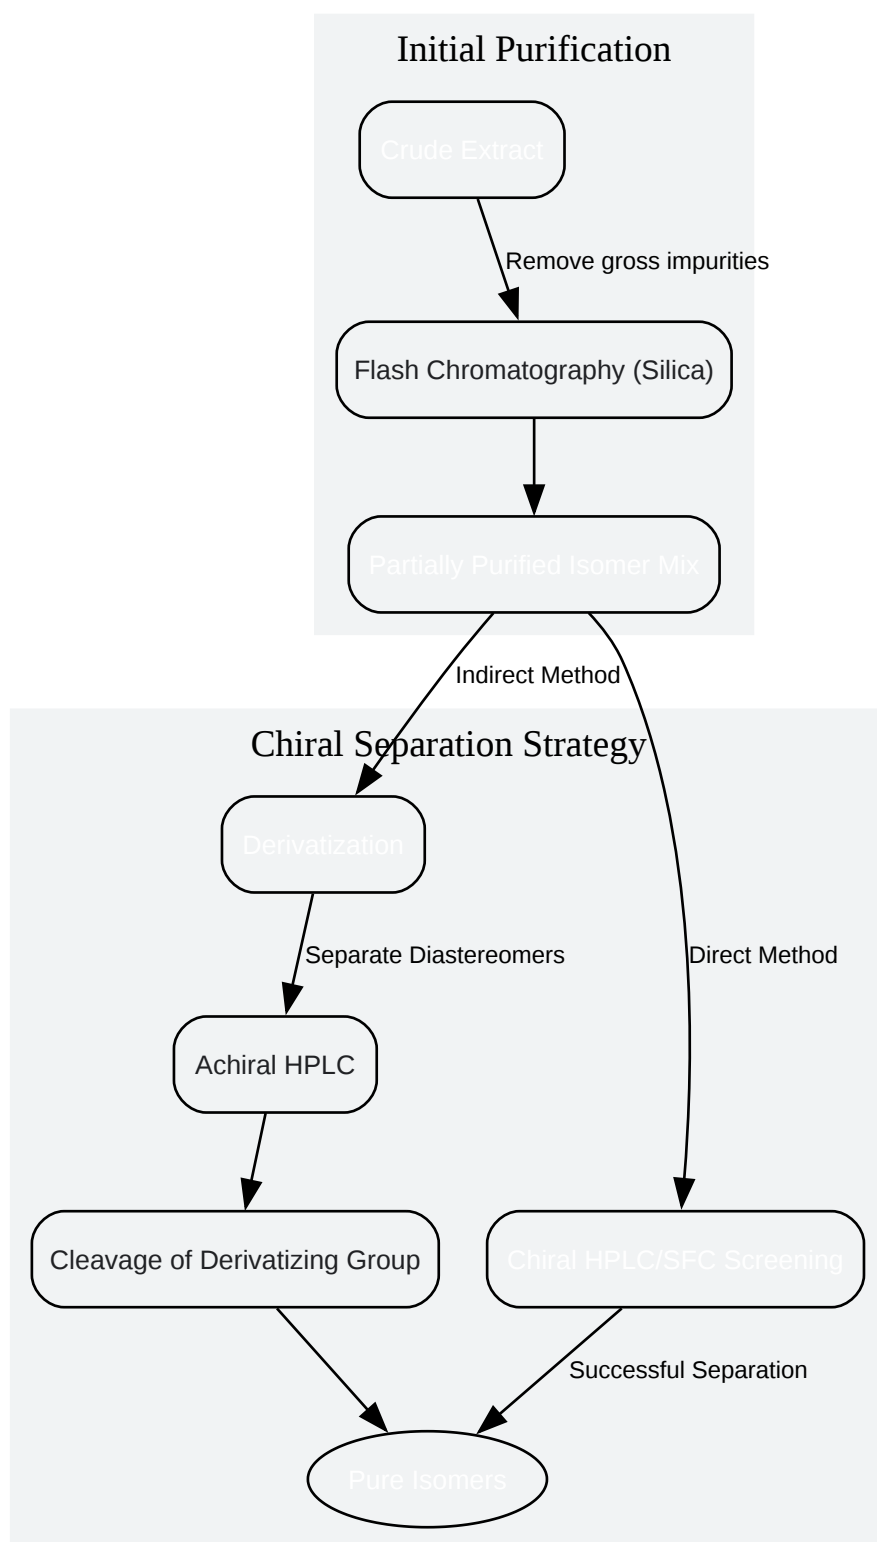 Initial Purification
Crude Extract
Remove gross impurities
Flash Chromatography (Silica)
Partially Purified Isomer Mix
Indirect Method
Chiral Separation Strategy
Derivatization
Separate Diastereomers
Direct Method
Achiral HPLC
Cleavage of Derivatizing Group
Chiral HPLC/SFC Screening
Successful Separation
Pure Isomers